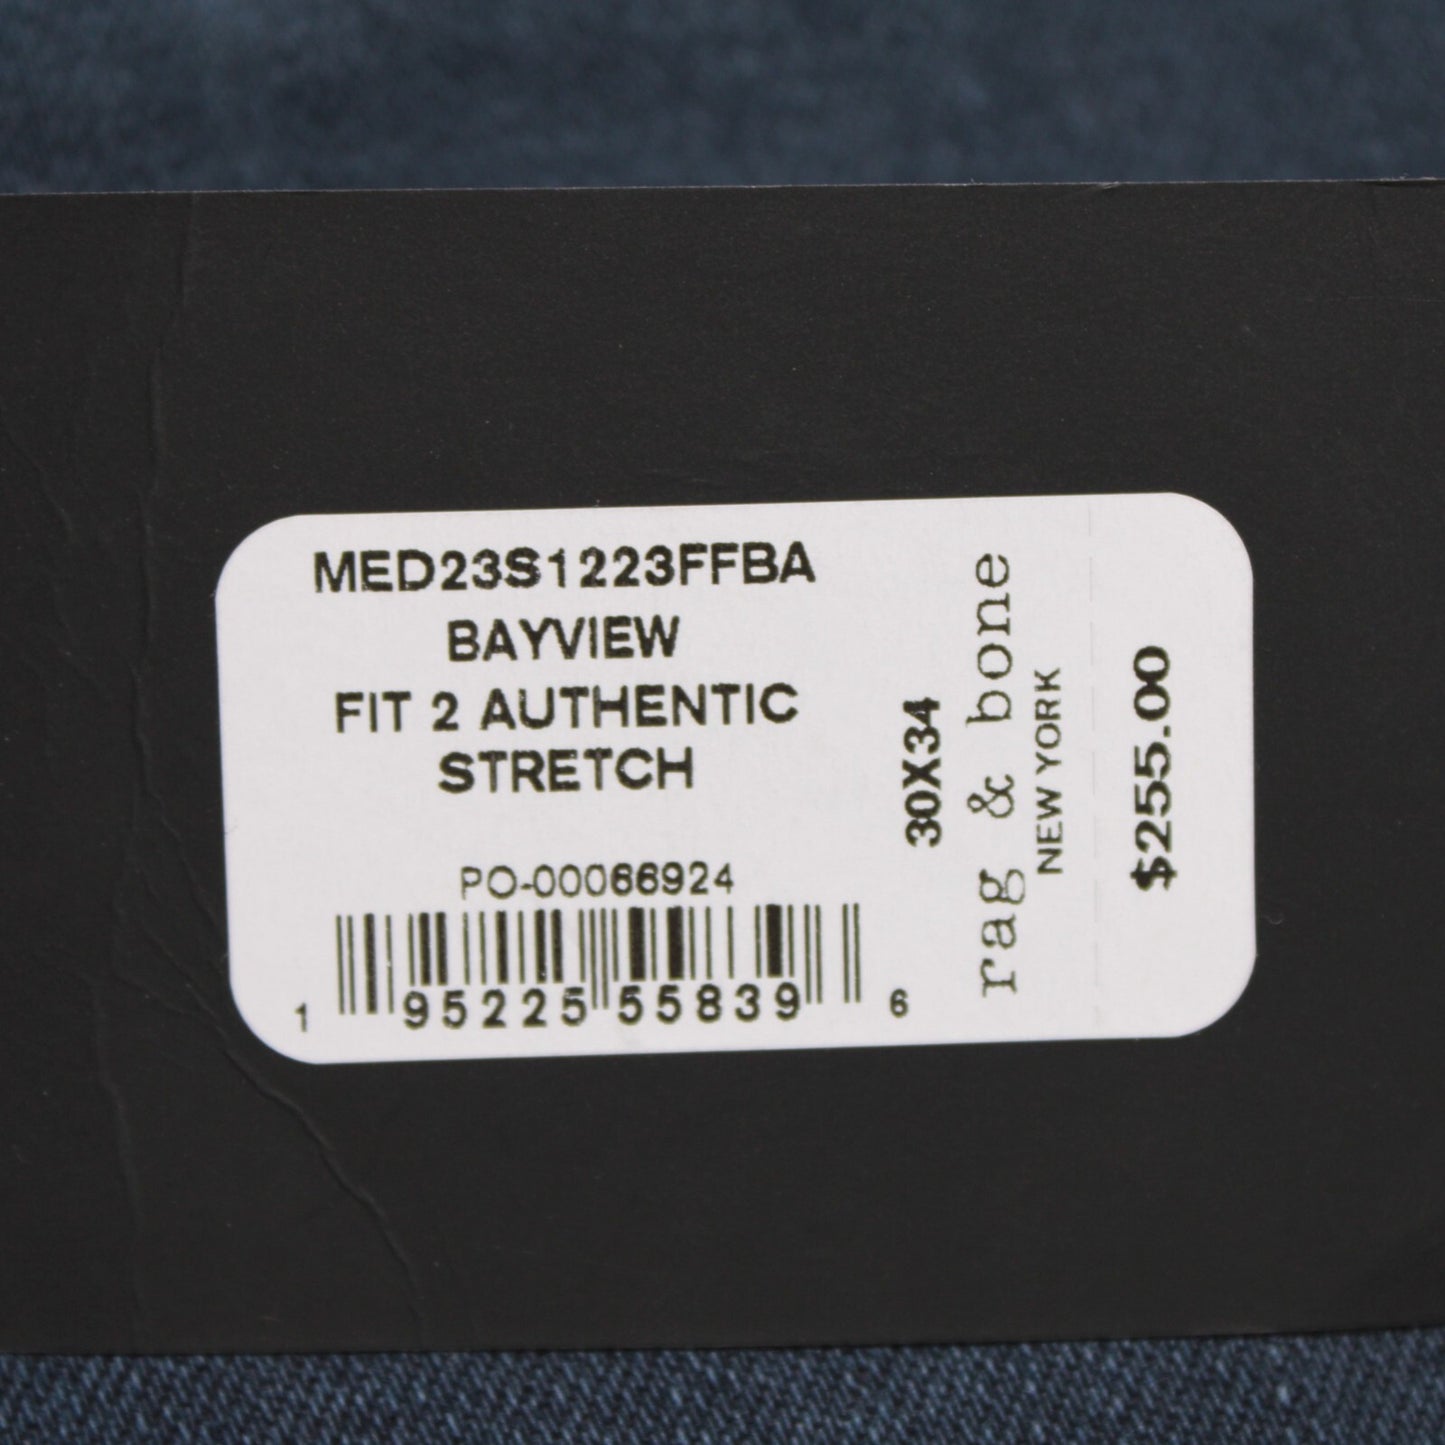 MED23S1223FFBA
BAYVIEW
FIT 2 AUTHENTIC
STRETCH
PO-00066924
1 95225 55839 6
30X34
rag & bone
NEW YORK
$255.00